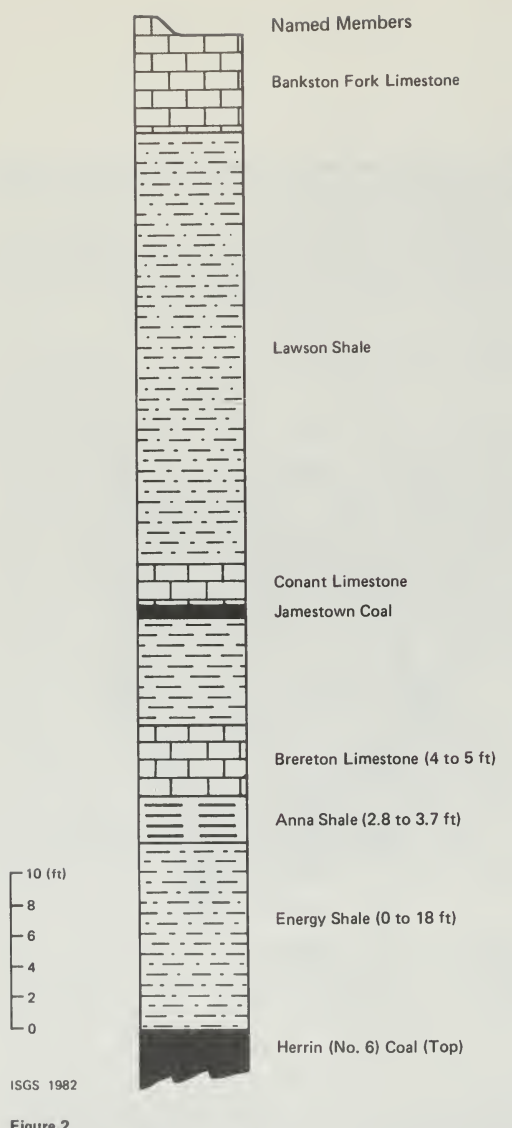 Named Members
Bankston Fork Limestone
Lawson Shale
Conant Limestone
Jamestown Coal
Brereton Limestone (4 to 5 ft)
Anna Shale (2.8 to 3.7 ft)
10 (ft)
8
6
4
2
0
Energy Shale (0 to 18 ft)
Herrin (No. 6) Coal (Top)
ISGS 1982
Figure 2